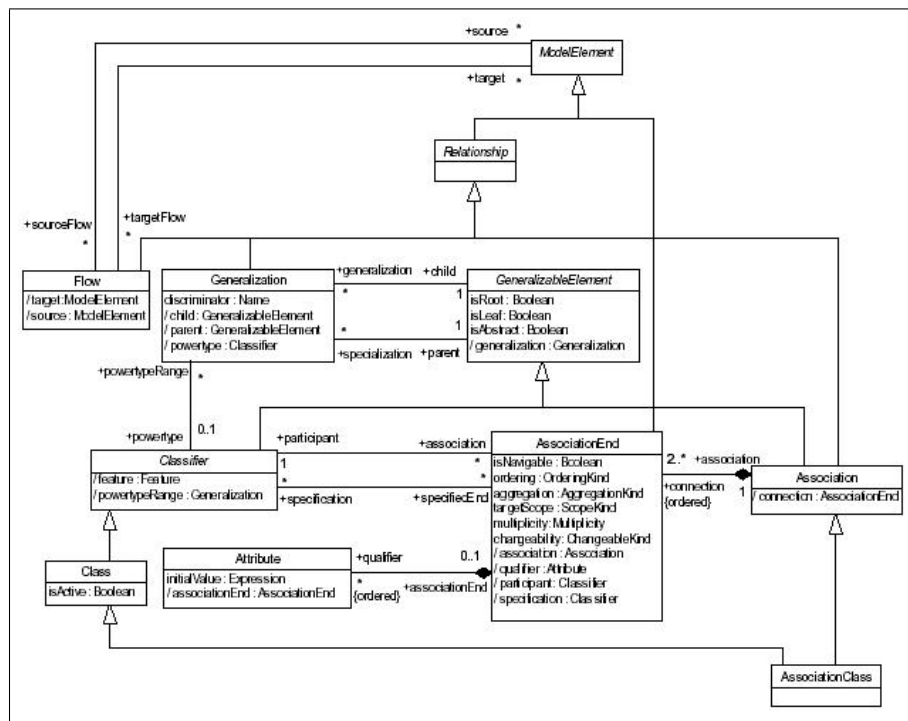 +source *
ModelElement
+target *
Relationship
+sourceFlow
*
+targetFlow
*
Flow
/target:ModelElement
/source : ModelElement
Generalization
discriminator : Name
/ child : GeneralizableElement
/ parent : GeneralizableElement
/ powertype : Classifier
+generalization
*
+child
1
*
+specialization
1
+parent
GeneralizableElement
isRoot : Boolean
isLeaf : Boolean
isAbstract : Boolean
/ generalization : Generalization
+powertypeRange
*
+powertype
0..1
Classifier
/feature : Feature
/powertypeRange : Generalization
+participant
1
+association
*
*
+specification
+specifiedEnd
AssociationEnd
isNavigable : Boolean
ordering : OrderingKind
aggregation : AggregationKind
targetScope : ScopeKind
multiplicity : Multiplicity
changeability : ChangeableKind
/ association : Association
/ qualifier : Attribute
/ participant : Classifier
/ specification : Classifier
2..*
+association
+connection
{ordered}
1
Association
/ connection : AssociationEnd
Class
isActive : Boolean
Attribute
initialValue : Expression
/ associationEnd : AssociationEnd
+qualifier
*
{ordered}
0..1
+associationEnd
AssociationClass